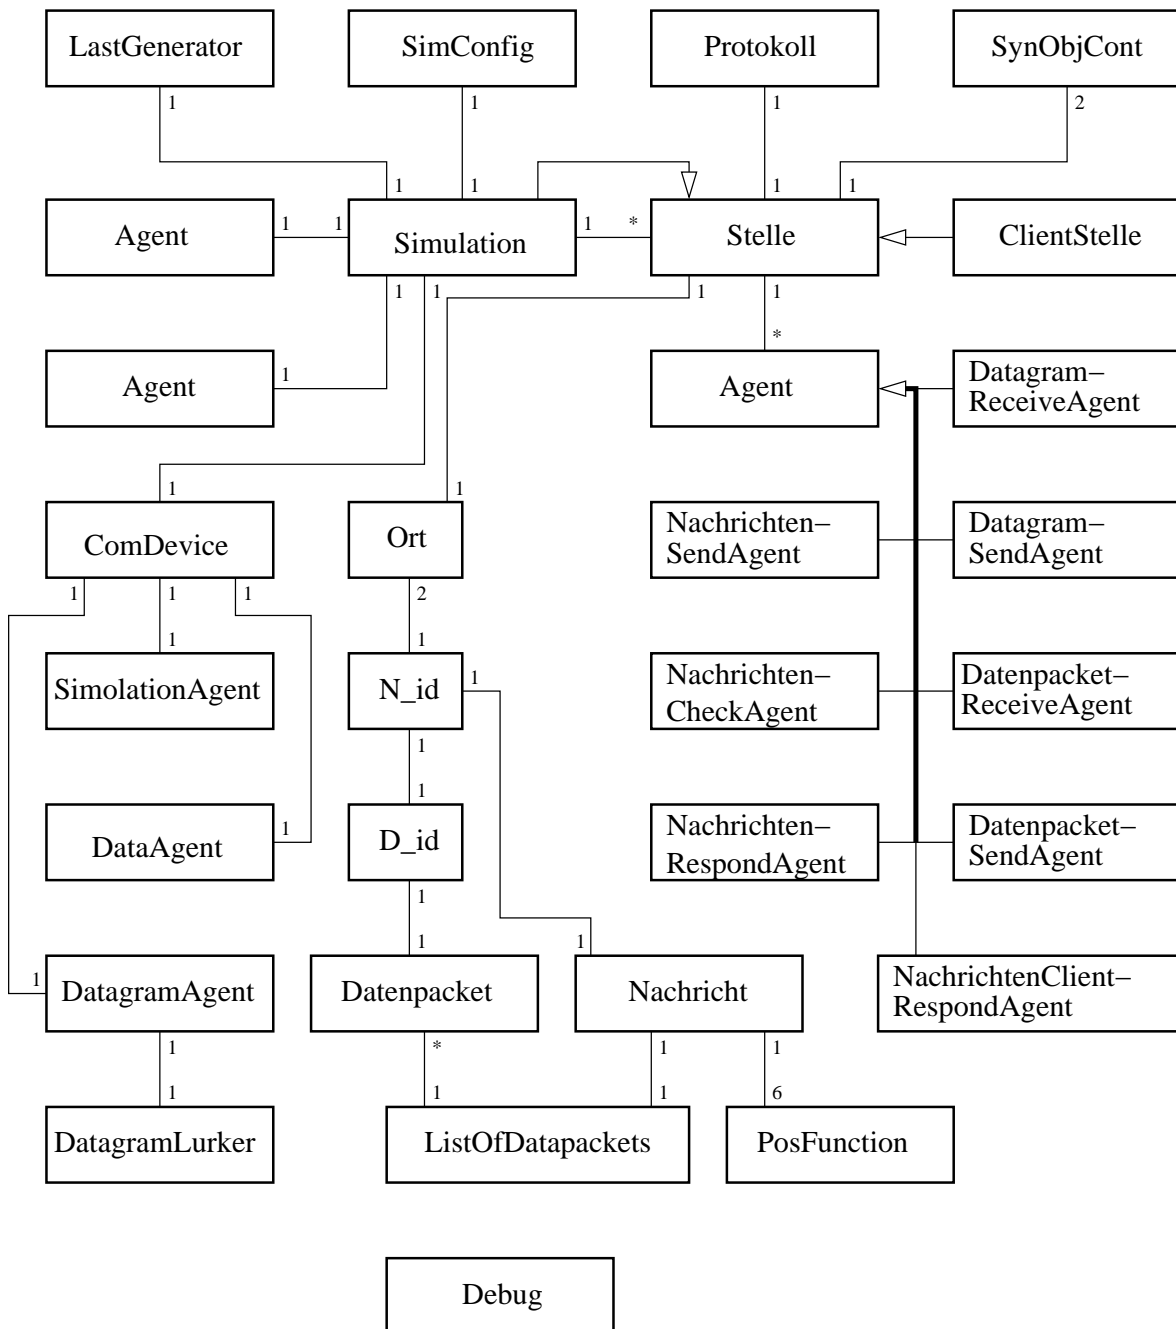 LastGenerator
SimConfig
Protokoll
SynObjCont
1
1
1
2
1
1
1
1
Agent
1
1
Simulation
1
*
Stelle
ClientStelle
1
1
1
1
*
Agent
1
Agent
Datagram–
ReceiveAgent
1
1
ComDevice
Ort
Nachrichten–
SendAgent
Datagram–
SendAgent
1
1
1
2
1
1
1
SimolationAgent
N_id
Nachrichten–
CheckAgent
Datenpacket–
ReceiveAgent
1
1
DataAgent
1
D_id
Nachrichten–
RespondAgent
Datenpacket–
SendAgent
1
1
1
1
DatagramAgent
Datenpacket
Nachricht
NachrichtenClient–
RespondAgent
1
*
1
1
1
1
1
6
DatagramLurker
ListOfDatapackets
PosFunction
Debug